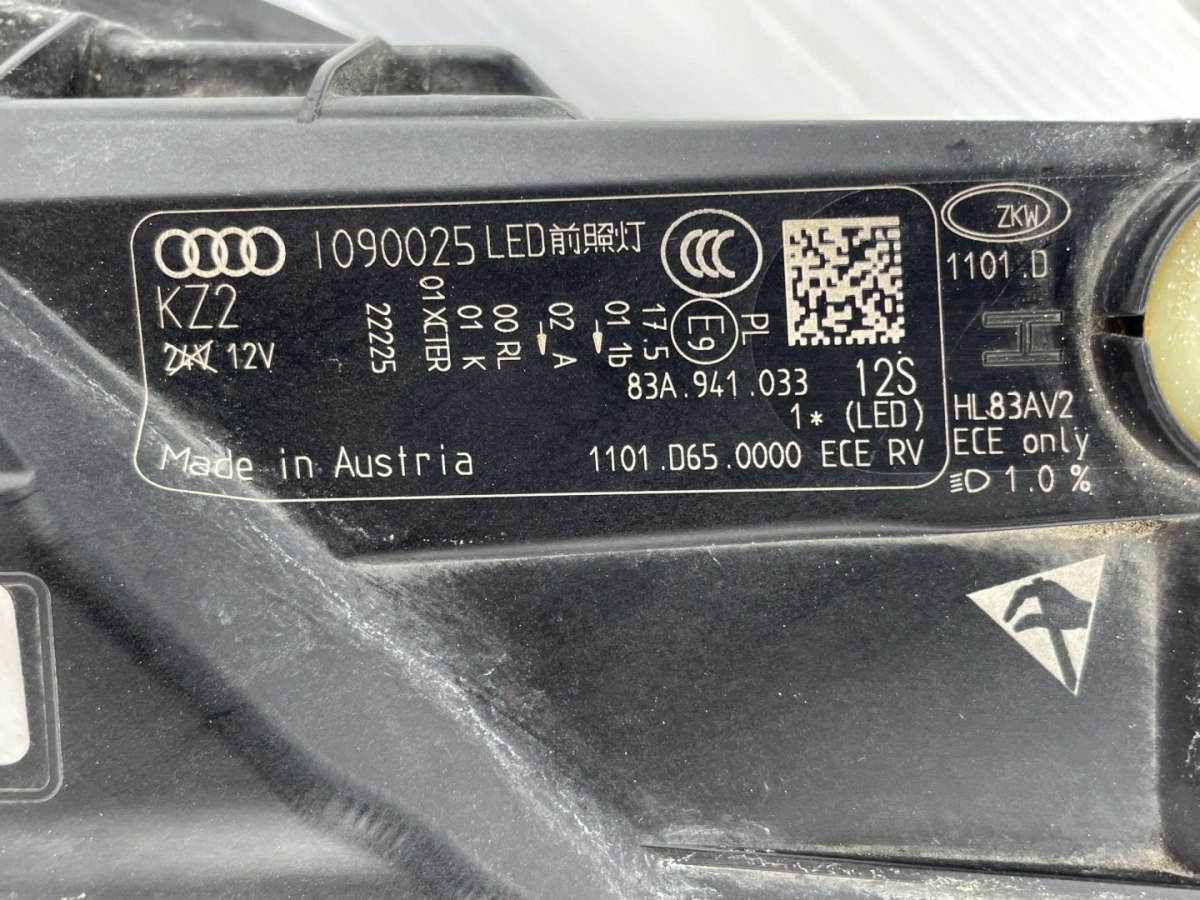 1090025 LED前照灯
KZ2
24V 12V
22225
01XCTER
01 K
00 RL
02 A
01 1b
17.5
E9
PL
CCC
83A.941.033 12S
1* (LED)
Made in Austria
1101.D65.0000 ECE RV
ZKW
1101.D
H
HL83AV2
ECE only
1.0%